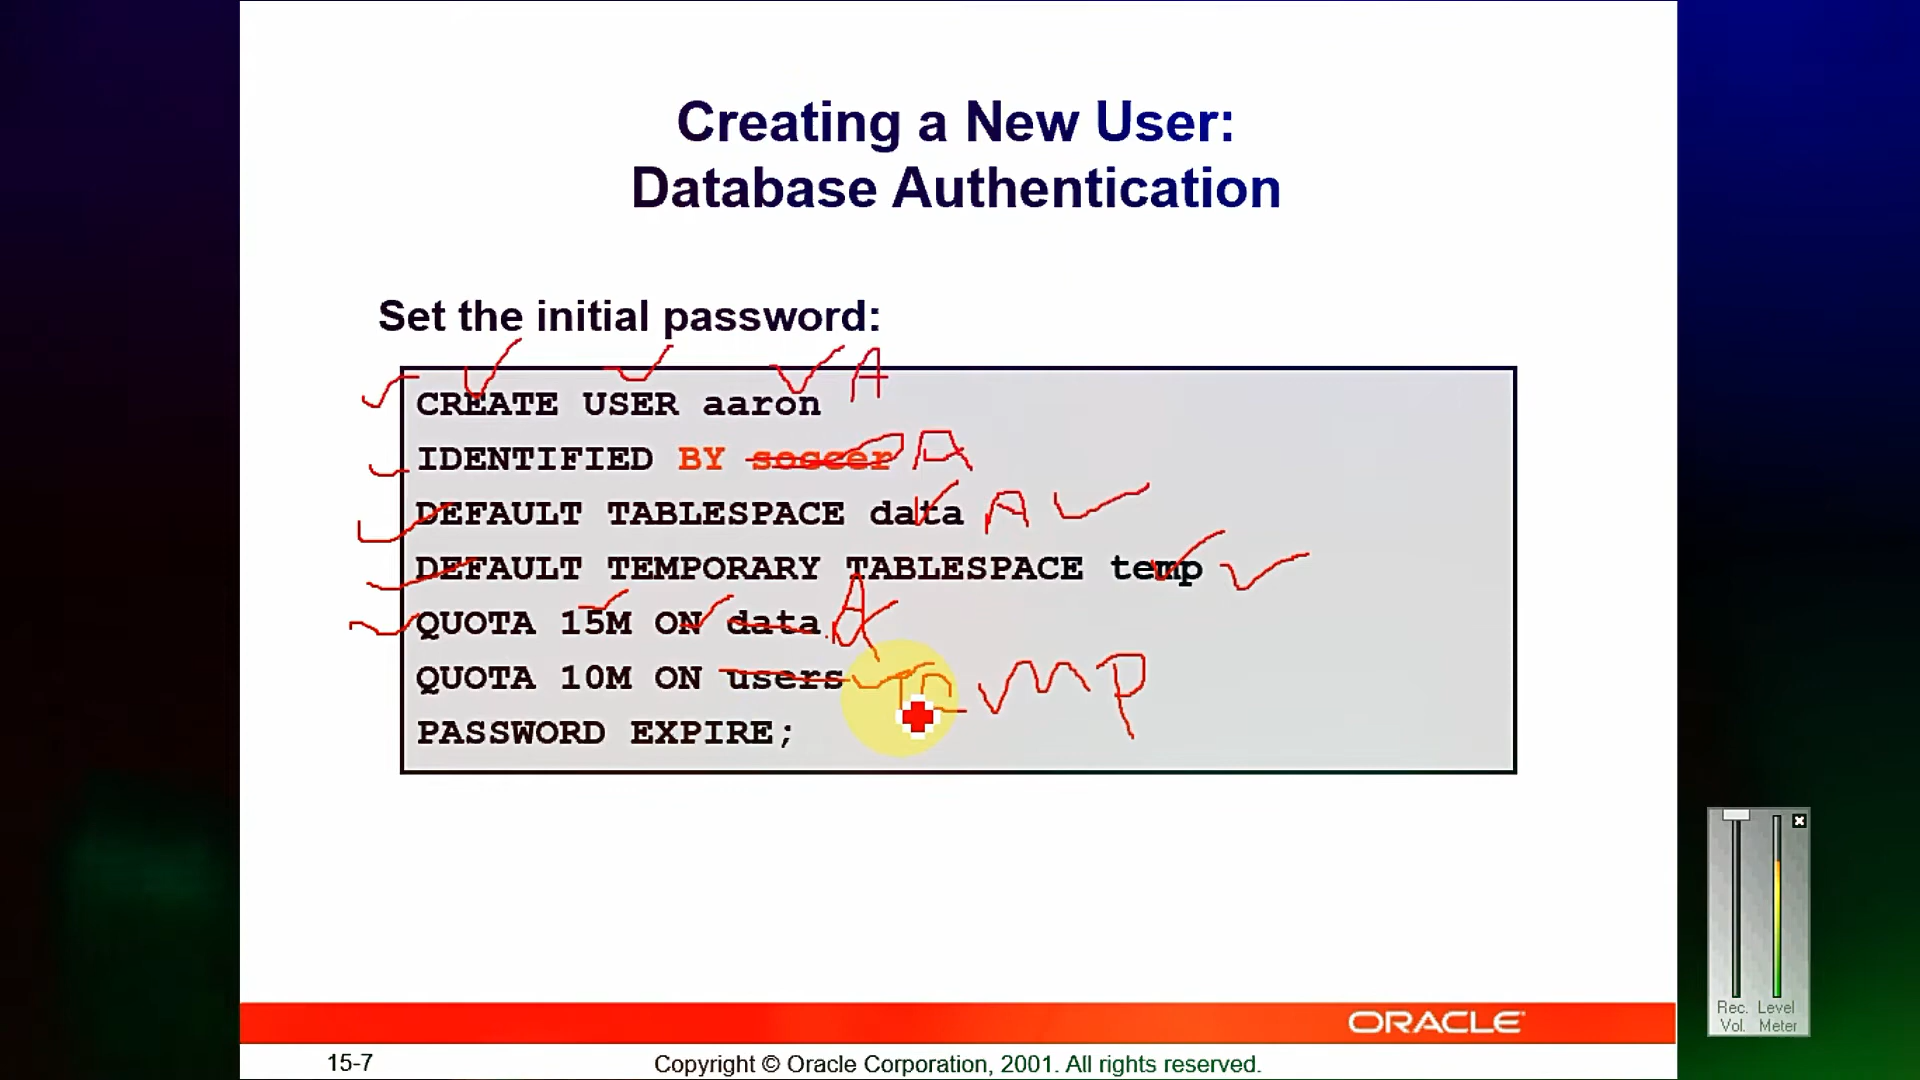 Creating a New User:
Database Authentication
Set the initial password:
CREATE USER aaron A
IDENTIFIED BY soccer A
DEFAULT TABLESPACE data A
DEFAULT TEMPORARY TABLESPACE temp
QUOTA 15M ON data A
QUOTA 10M ON users TEMP
PASSWORD EXPIRE;
Rec. Level
Vol. Meter
ORACLE
15-7 Copyright © Oracle Corporation, 2001. All rights reserved.